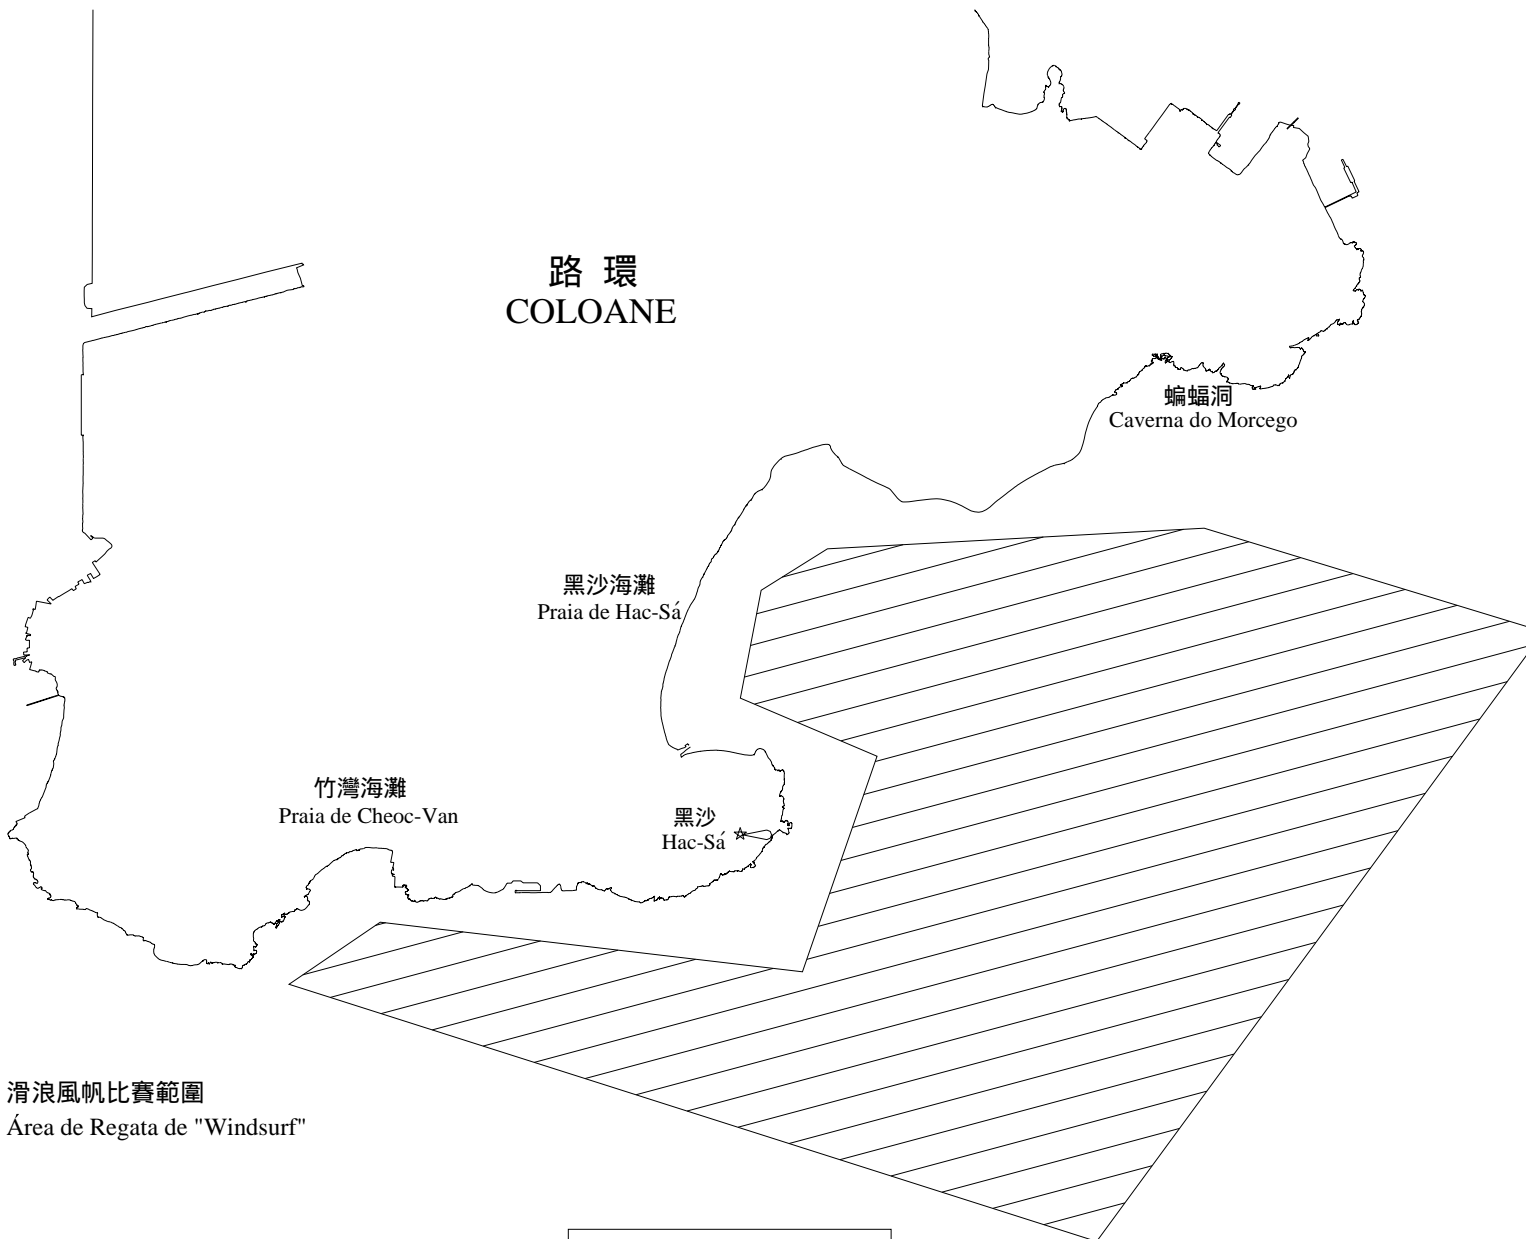 路 環
COLOANE
蝙蝠洞
Caverna do Morcego
黑沙海灘
Praia de Hac-Sá
竹灣海灘
Praia de Cheoc-Van
黑沙
Hac-Sá
滑浪風帆比賽範圍
Área de Regata de "Windsurf"